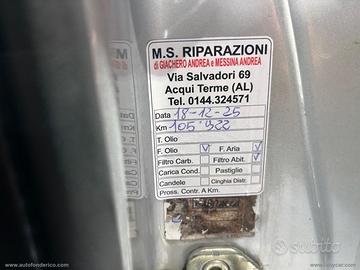 M.S. RIPARAZIONI
di GIACHERO ANDREA e MESSINA ANDREA
Via Salvadori 69
Acqui Terme (AL)
Tel. 0144.324571
Data 18-12-25
Km 105'922
T. Olio
F. Olio V F. Aria V
Filtro Carb. Filtro Abit. V
Carica Cond. Pastiglie
Candele Cinghia Distr.
Pross. Contr. A Km.
subito
www.autofonderico.com